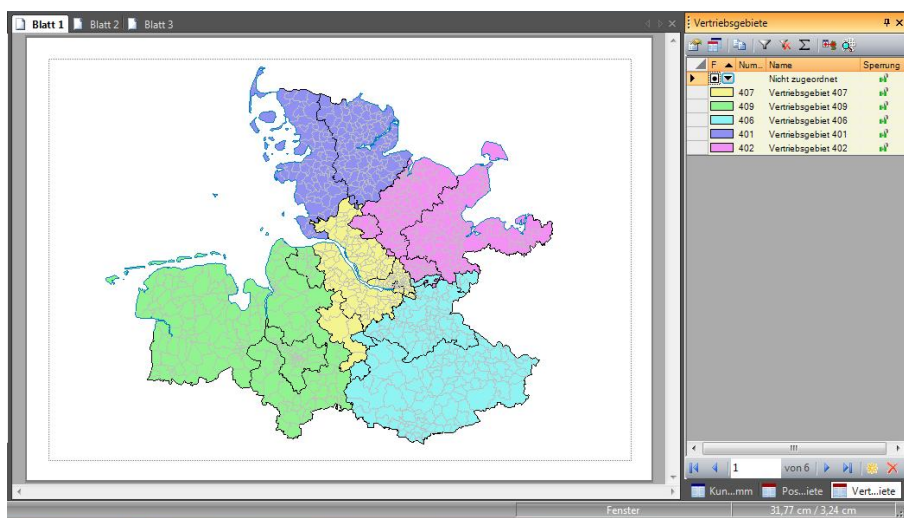 Blatt 1 Blatt 2 Blatt 3
Vertriebsgebiete
F Num... Name Sperrung
Nicht zugeordnet
407 Vertriebsgebiet 407
409 Vertriebsgebiet 409
406 Vertriebsgebiet 406
401 Vertriebsgebiet 401
402 Vertriebsgebiet 402
1 von 6
Kun...mm Pos...iete Vert...iete
Fenster 31,77 cm / 3,24 cm